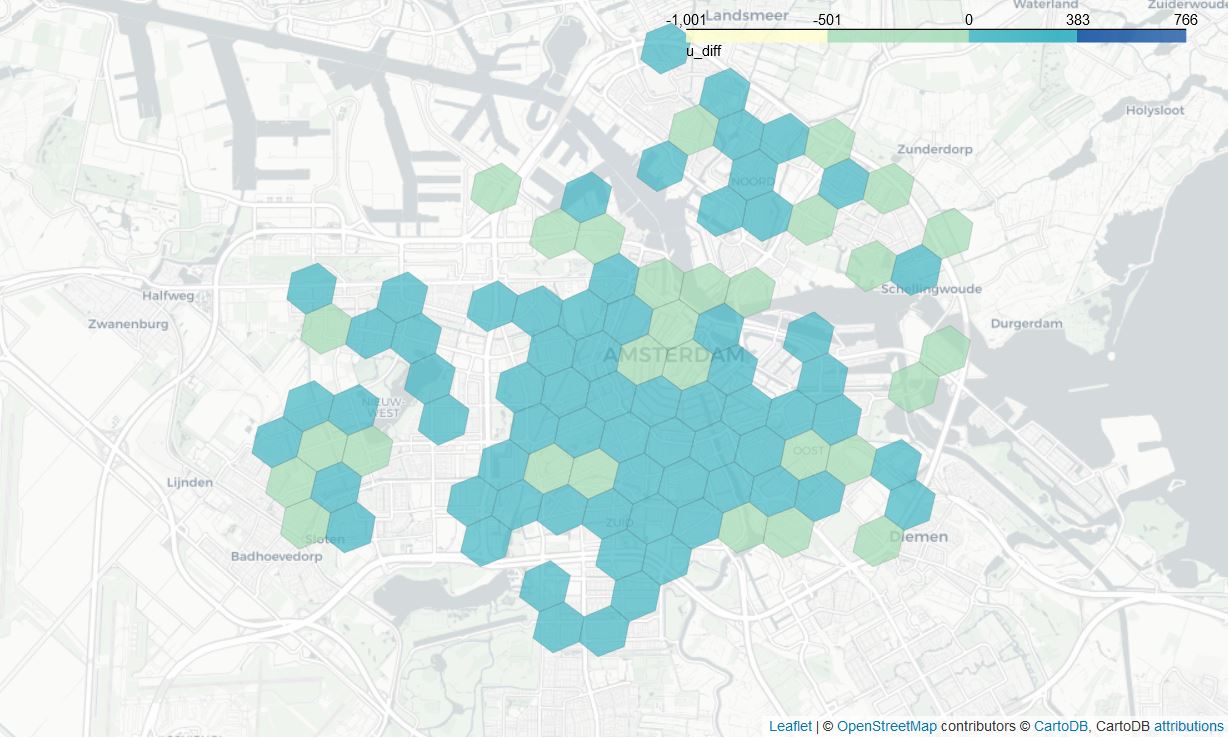 Waterland
Zuiderwoude
-1,001
Landsmeer
-501
0
383
766
u_diff
Holysloot
Zunderdorp
NOORD
Schellingwoude
Halfweg
Zwanenburg
Durgerdam
AMSTERDAM
NIEUW-
WEST
OOST
Lijnden
ZUID
Sloten
Diemen
Badhoevedorp
Leaflet | © OpenStreetMap contributors © CartoDB, CartoDB attributions